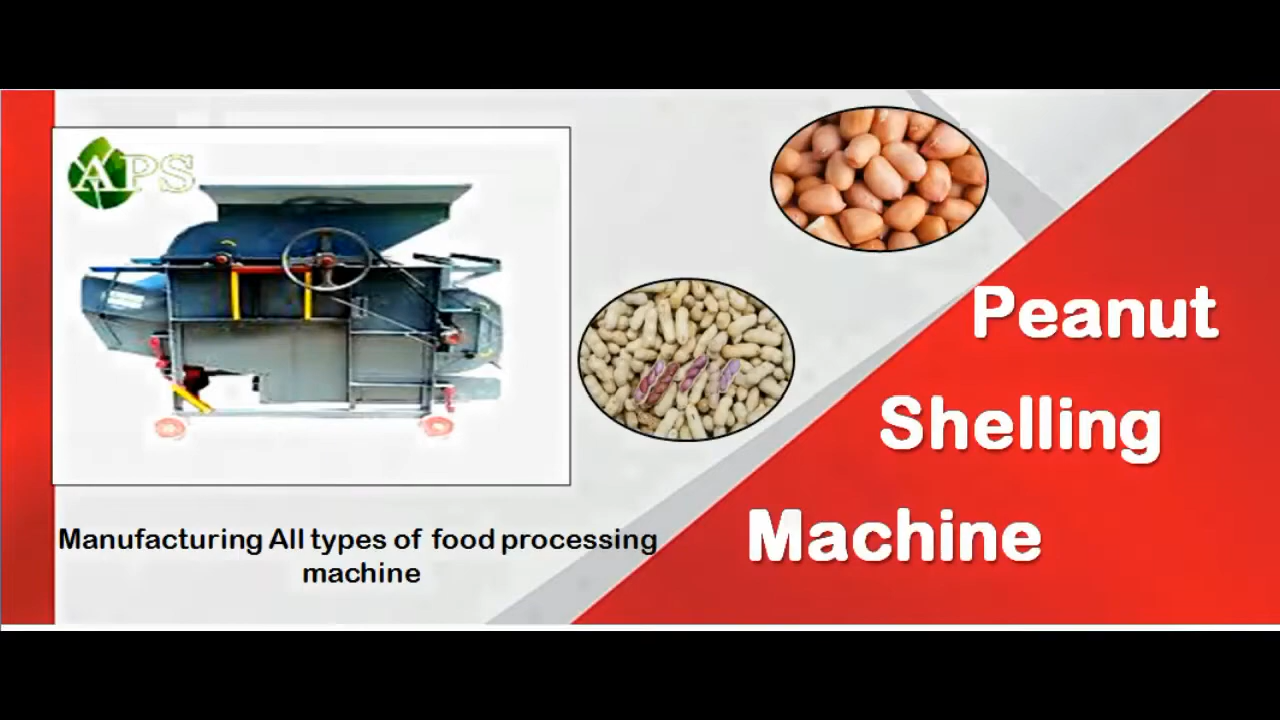 APS
Peanut
Shelling
Machine
Manufacturing All types of food processing
machine